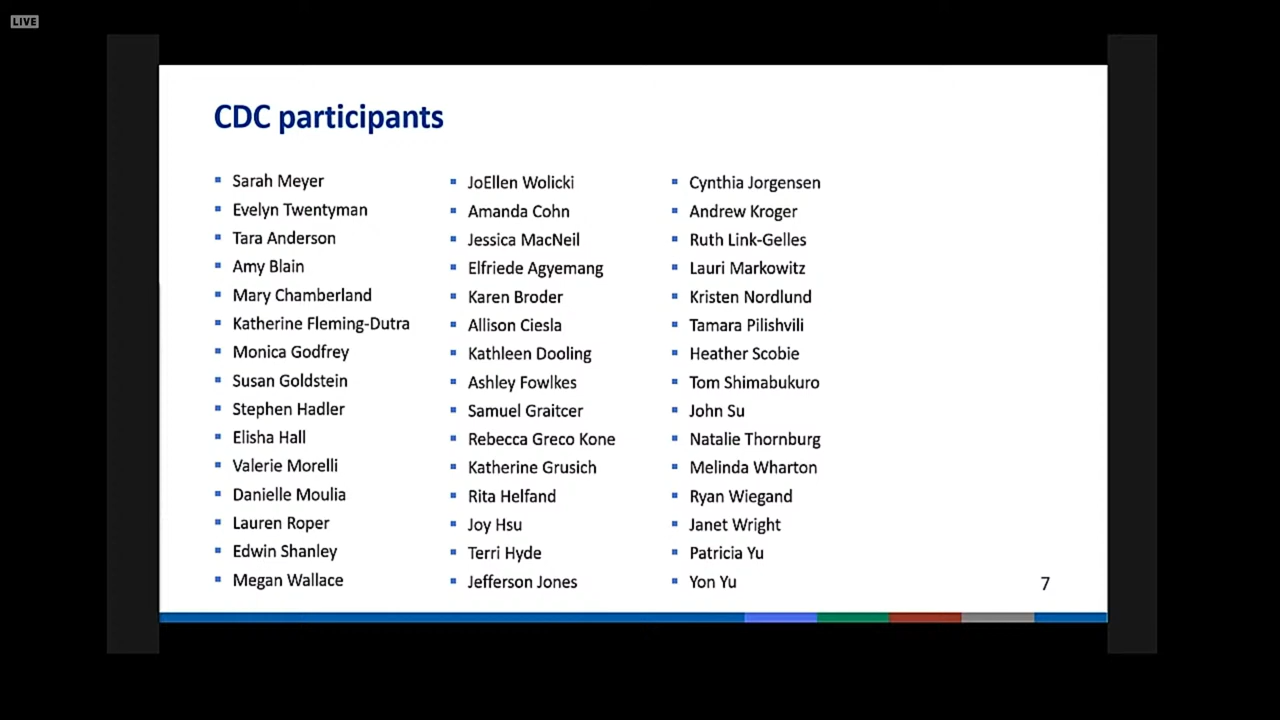 LIVE
CDC participants
Sarah Meyer
Evelyn Twentyman
Tara Anderson
Amy Blain
Mary Chamberland
Katherine Fleming-Dutra
Monica Godfrey
Susan Goldstein
Stephen Hadler
Elisha Hall
Valerie Morelli
Danielle Moulia
Lauren Roper
Edwin Shanley
Megan Wallace
JoEllen Wolicki
Amanda Cohn
Jessica MacNeil
Elfriede Agyemang
Karen Broder
Allison Ciesla
Kathleen Dooling
Ashley Fowlkes
Samuel Graitcer
Rebecca Greco Kone
Katherine Grusich
Rita Helfand
Joy Hsu
Terri Hyde
Jefferson Jones
Cynthia Jorgensen
Andrew Kroger
Ruth Link-Gelles
Lauri Markowitz
Kristen Nordlund
Tamara Pilishvili
Heather Scobie
Tom Shimabukuro
John Su
Natalie Thornburg
Melinda Wharton
Ryan Wiegand
Janet Wright
Patricia Yu
Yon Yu
7